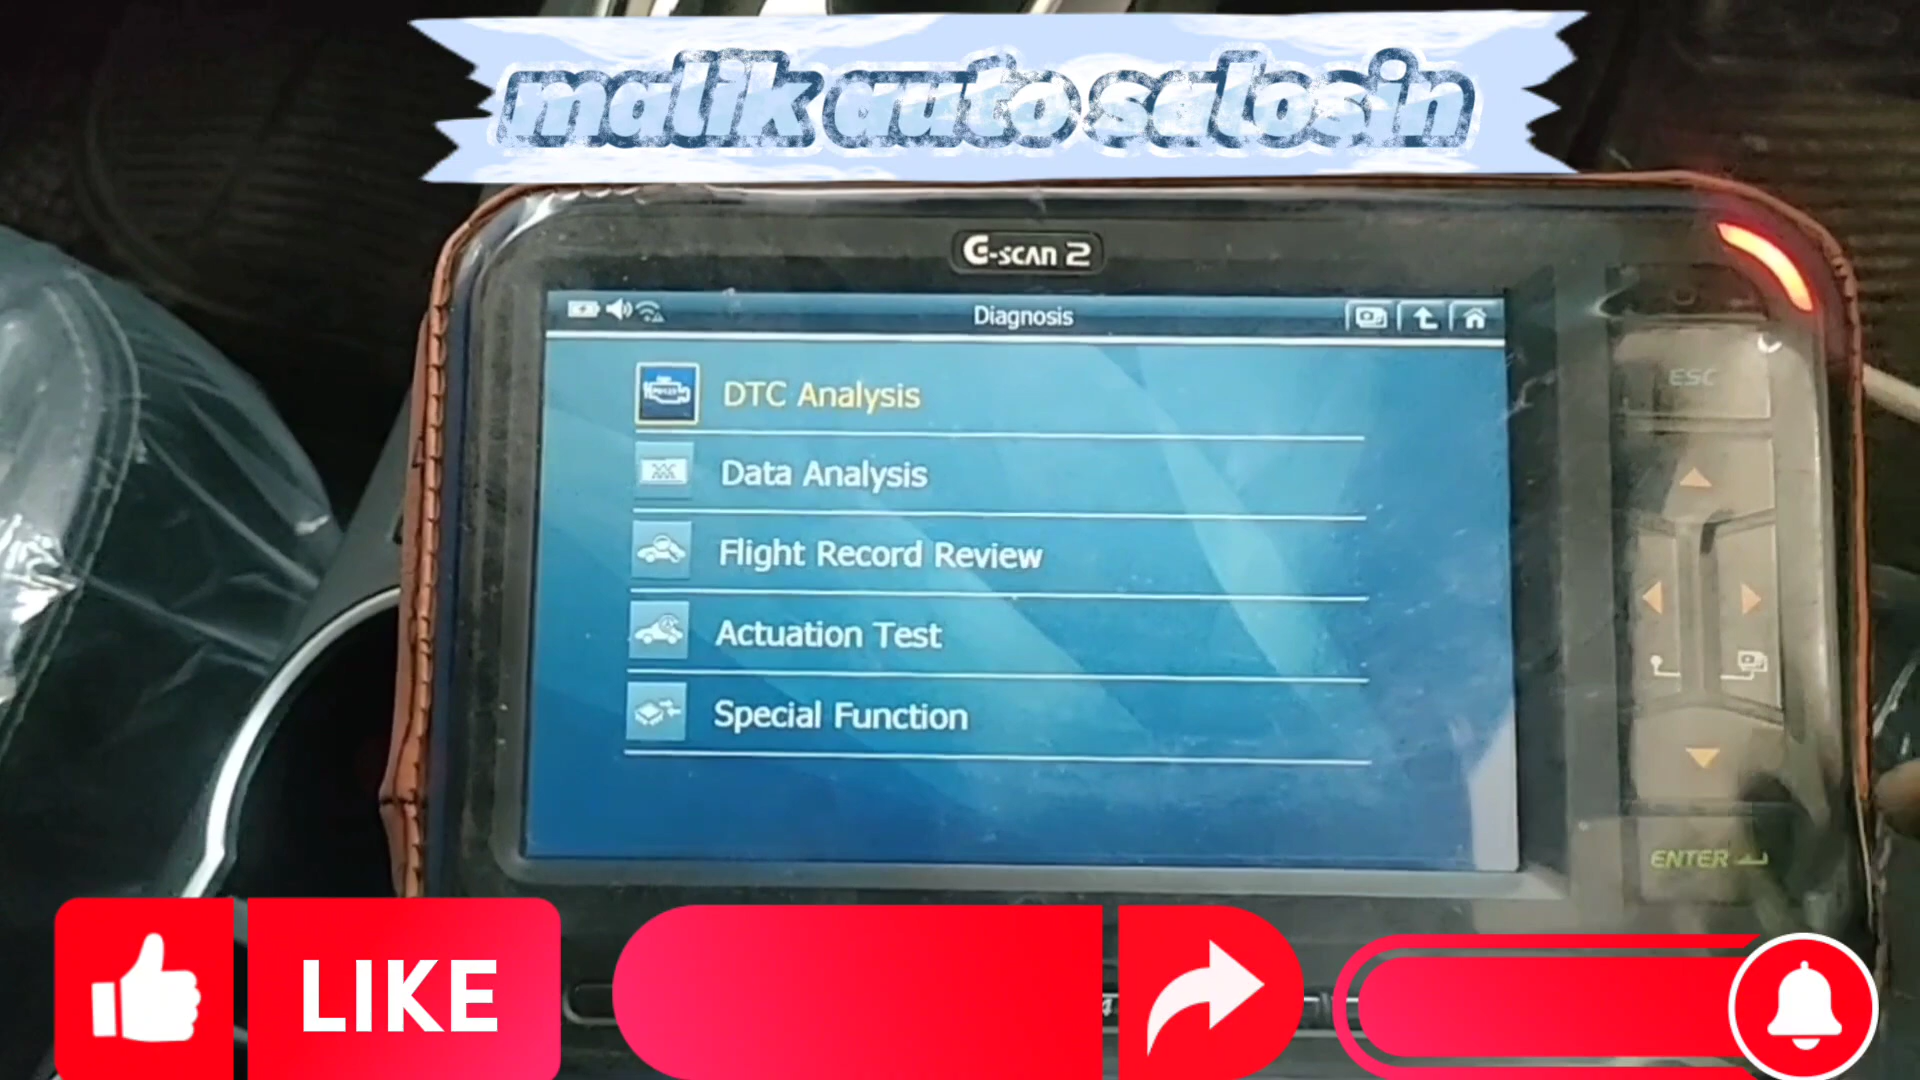 malik auto salosin
G-SCAN 2
Diagnosis
DTC Analysis
Data Analysis
Flight Record Review
Actuation Test
Special Function
ESC
ENTER
LIKE